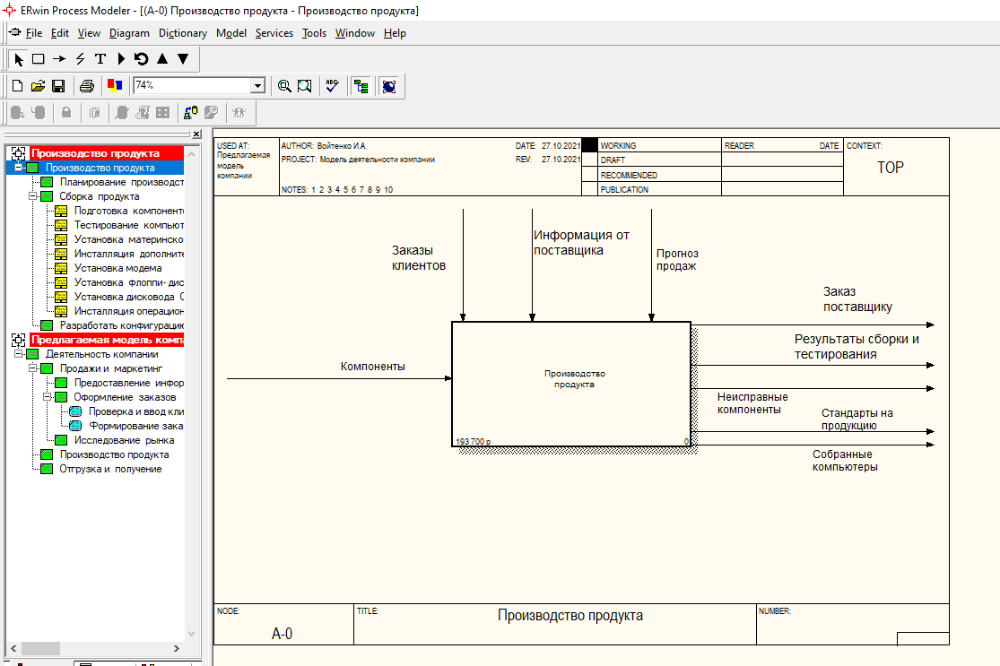 ERwin Process Modeler - [(A-0) Производство продукта - Производство продукта]
File Edit View Diagram Dictionary Model Services Tools Window Help
T
74%
ABC
Производство продукта
Производство продукта
Планирование производст
Сборка продукта
Подготовка компонент
Тестирование компьют
Установка материнско
Инсталляция дополните
Установка модема
Установка флоппи-дис
Установка дисковода C
Инсталляция операцион
Разработать конфигурацию
Предлагаемая модель компа
Деятельность компании
Продажи и маркетинг
Предоставление инфор
Оформление заказов
Проверка и ввод кли
Формирование зака
Исследование рынка
Производство продукта
Отгрузка и получение
USED AT:
Предлагаемая
модель
компании
AUTHOR: Войтенко И.А.
DATE: 27.10.2021
PROJECT: Модель деятельности компании
REV: 27.10.2021
NOTES: 1 2 3 4 5 6 7 8 9 10
WORKING
DRAFT
RECOMMENDED
PUBLICATION
READER
DATE
CONTEXT:
TOP
Заказы
клиентов
Информация от
поставщика
Прогноз
продаж
Заказ
поставщику
Результаты сборки и
тестирования
Компоненты
Производство
продукта
193 700 р
0
Неисправные
компоненты
Стандарты на
продукцию
Собранные
компьютеры
NODE:
A-0
TITLE:
Производство продукта
NUMBER: